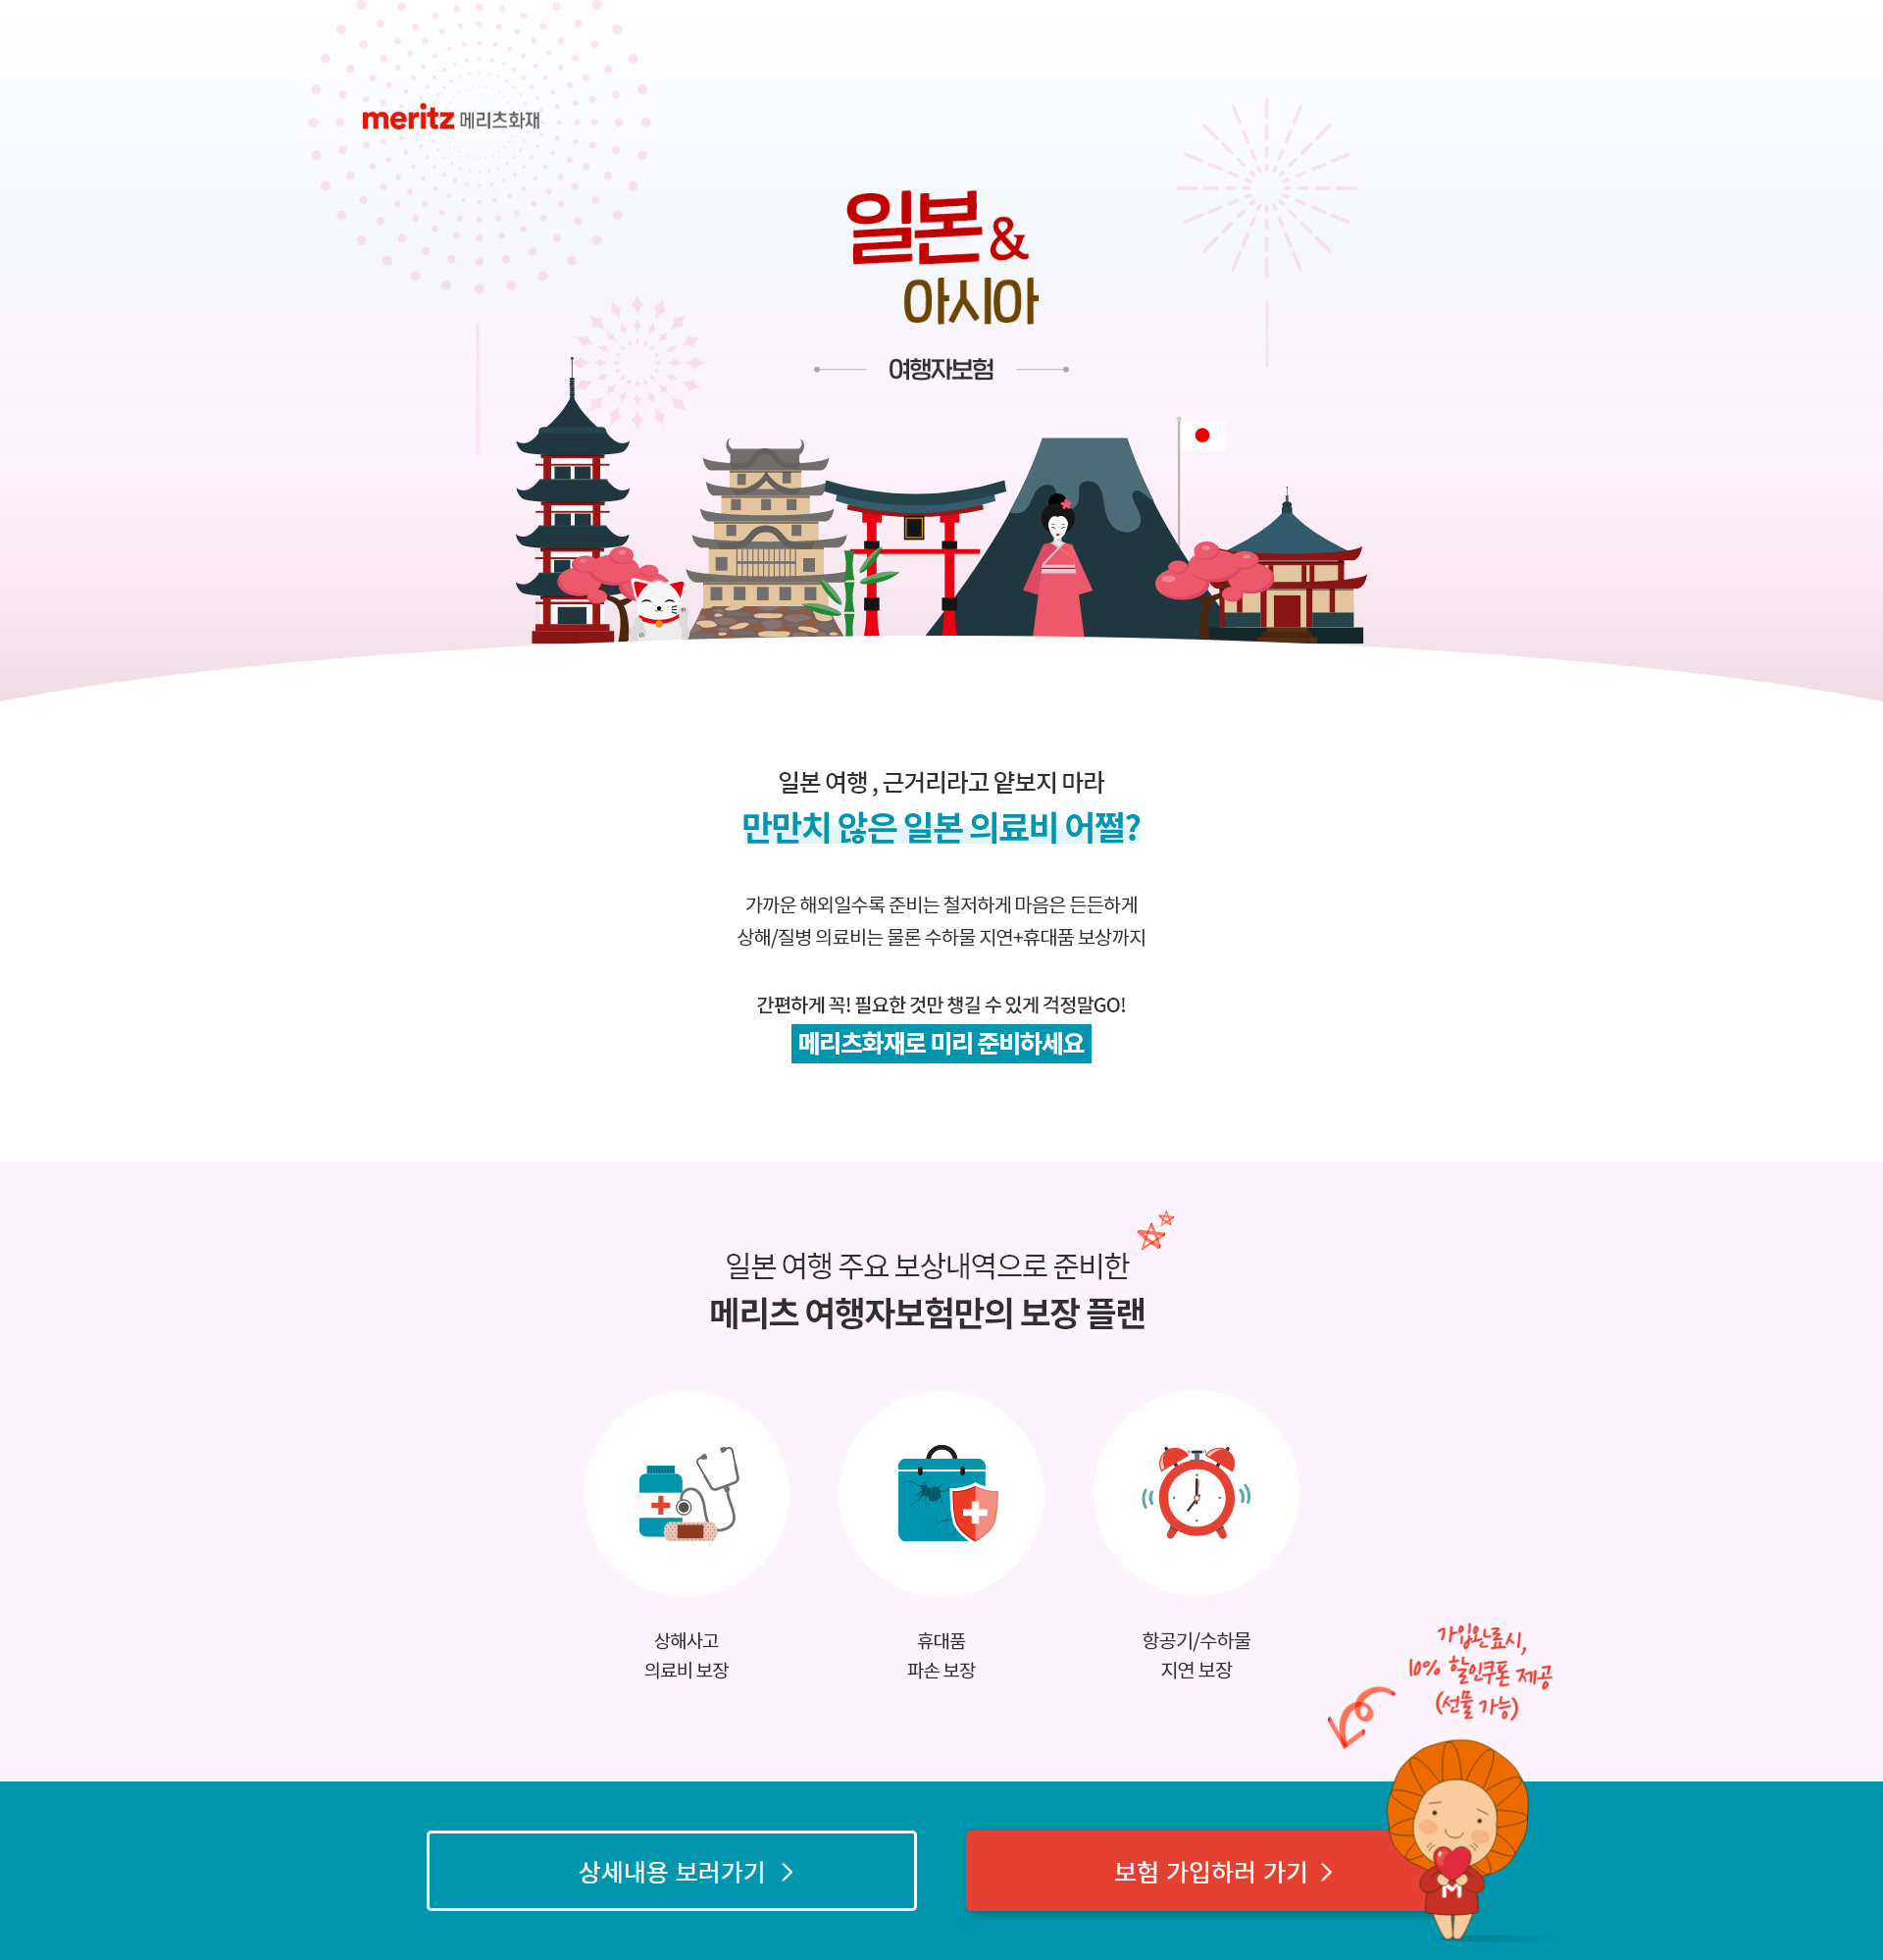 meritz 메리츠화재
일본 &
아시아
여행자보험
일본 여행 , 근거리라고 얕보지 마라
만만치 않은 일본 의료비 어쩔?
가까운 해외일수록 준비는 철저하게 마음은 든든하게
상해/질병 의료비는 물론 수하물 지연+휴대품 보상까지
간편하게 꼭! 필요한 것만 챙길 수 있게 걱정말GO!
메리츠화재로 미리 준비하세요
일본 여행 주요 보상내역으로 준비한
메리츠 여행자보험만의 보장 플랜
상해사고
의료비 보장
휴대품
파손 보장
항공기/수하물
지연 보장
가입완료시,
10% 할인쿠폰 제공
(선물 가능)
상세내용 보러가기
보험 가입하러 가기
M